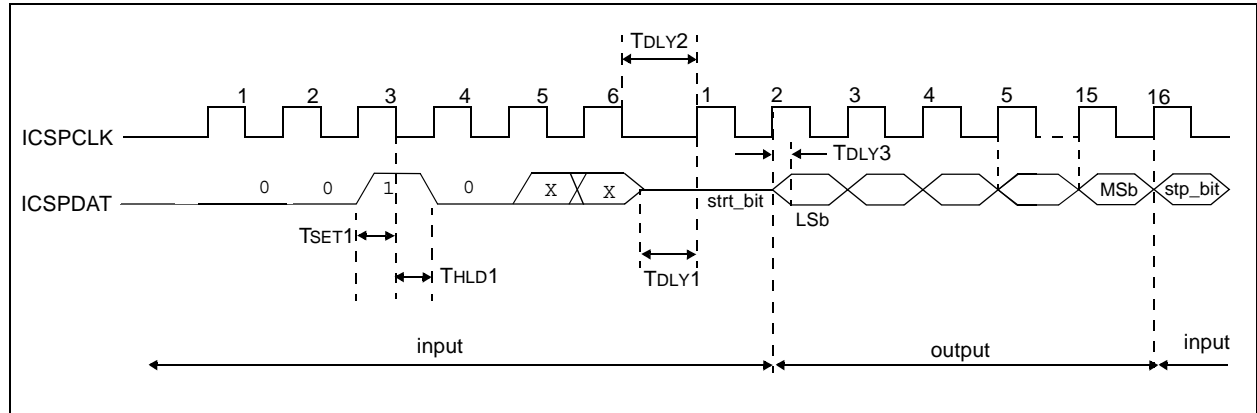 TDLY2
1 2 3 4 5 6 1 2 3 4 5 15 16
ICSPCLK
TDLY3
ICSPDAT
0 0 1 0 X X strt_bit LSb MSb stp_bit
TSET1
THLD1
TDLY1
input output input